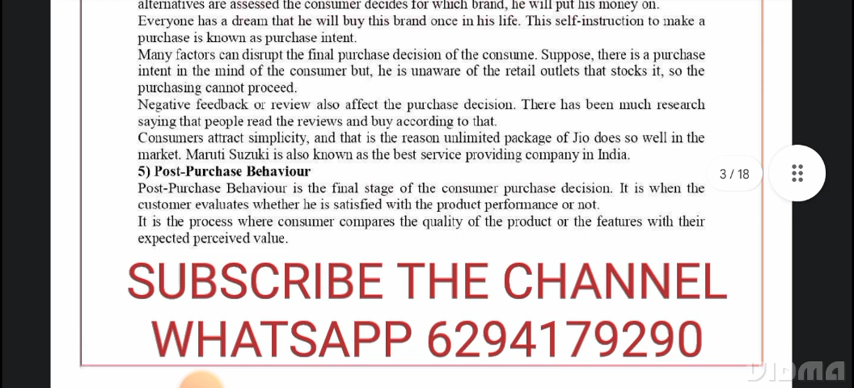 alternatives are assessed the consumer decides for which brand, he will put his money on.
Everyone has a dream that he will buy this brand once in his life. This self-instruction to make a
purchase is known as purchase intent.
Many factors can disrupt the final purchase decision of the consume. Suppose, there is a purchase
intent in the mind of the consumer but, he is unaware of the retail outlets that stocks it, so the
purchasing cannot proceed.
Negative feedback or review also affect the purchase decision. There has been much research
saying that people read the reviews and buy according to that.
Consumers attract simplicity, and that is the reason unlimited package of Jio does so well in the
market. Maruti Suzuki is also known as the best service providing company in India.
5) Post-Purchase Behaviour
Post-Purchase Behaviour is the final stage of the consumer purchase decision. It is when the
customer evaluates whether he is satisfied with the product performance or not.
It is the process where consumer compares the quality of the product or the features with their
expected perceived value.
3 / 18
SUBSCRIBE THE CHANNEL
WHATSAPP 6294179290